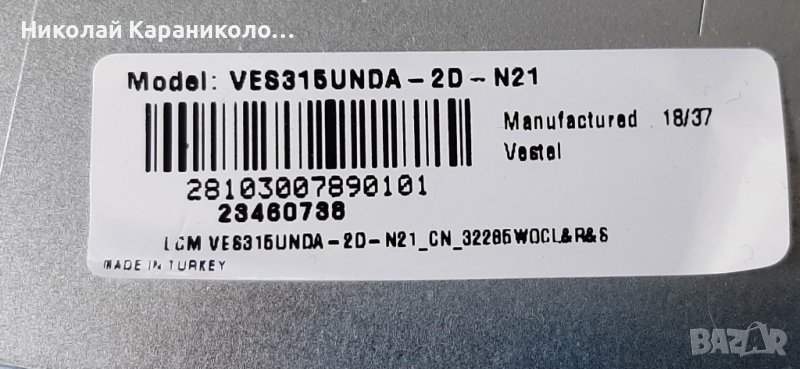 Николай Караниколо...
Model: VES315UNDA-2D-N21
Manufactured 18/37
Vestel
28103007890101
23460738
LCM VES315UNDA-2D-N21_CN_32285WOCL&R&S
MADE IN TURKEY
BAZAR